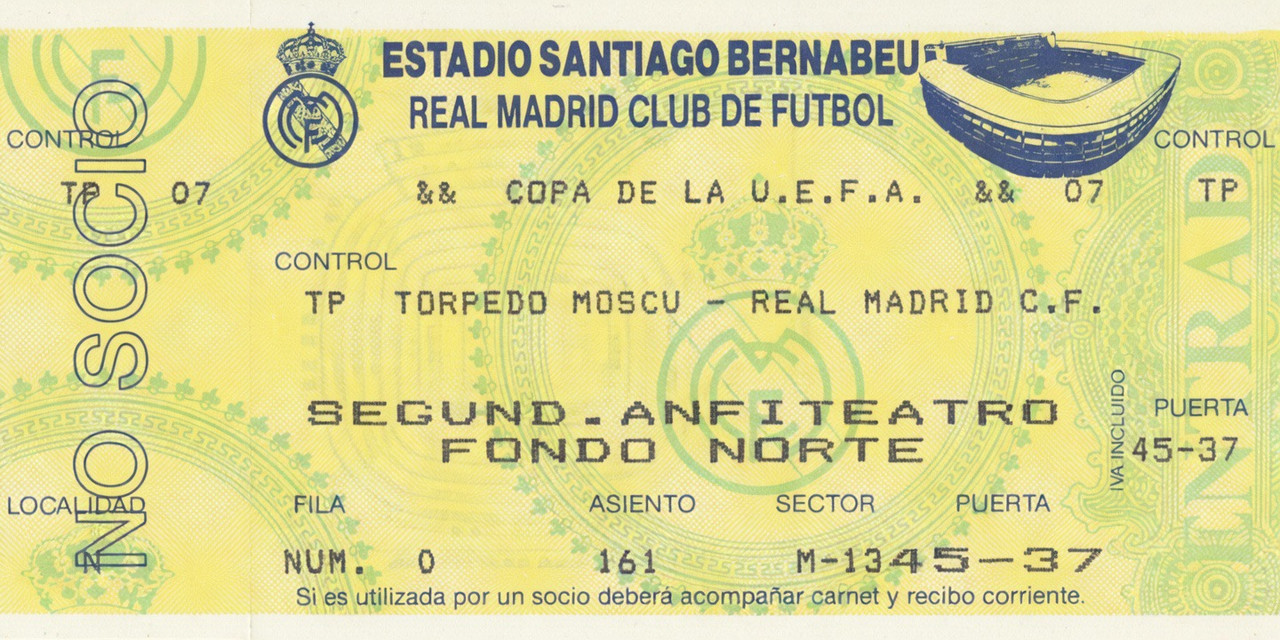 ESTADIO SANTIAGO BERNABEU
REAL MADRID CLUB DE FUTBOL
CONTROL
CONTROL
TP 07
&& COPA DE LA U.E.F.A. && 07 TP
CONTROL
TP TORPEDO MOSCU - REAL MADRID C.F.
NO SOCIO
SEGUND.ANFITEATRO
FONDO NORTE
IVA INCLUIDO
PUERTA
45-37
ENTRADA
LOCALIDAD
FILA ASIENTO SECTOR PUERTA
N
NUM. 0 161 M-13 45-37
Si es utilizada por un socio deberá acompañar carnet y recibo corriente.